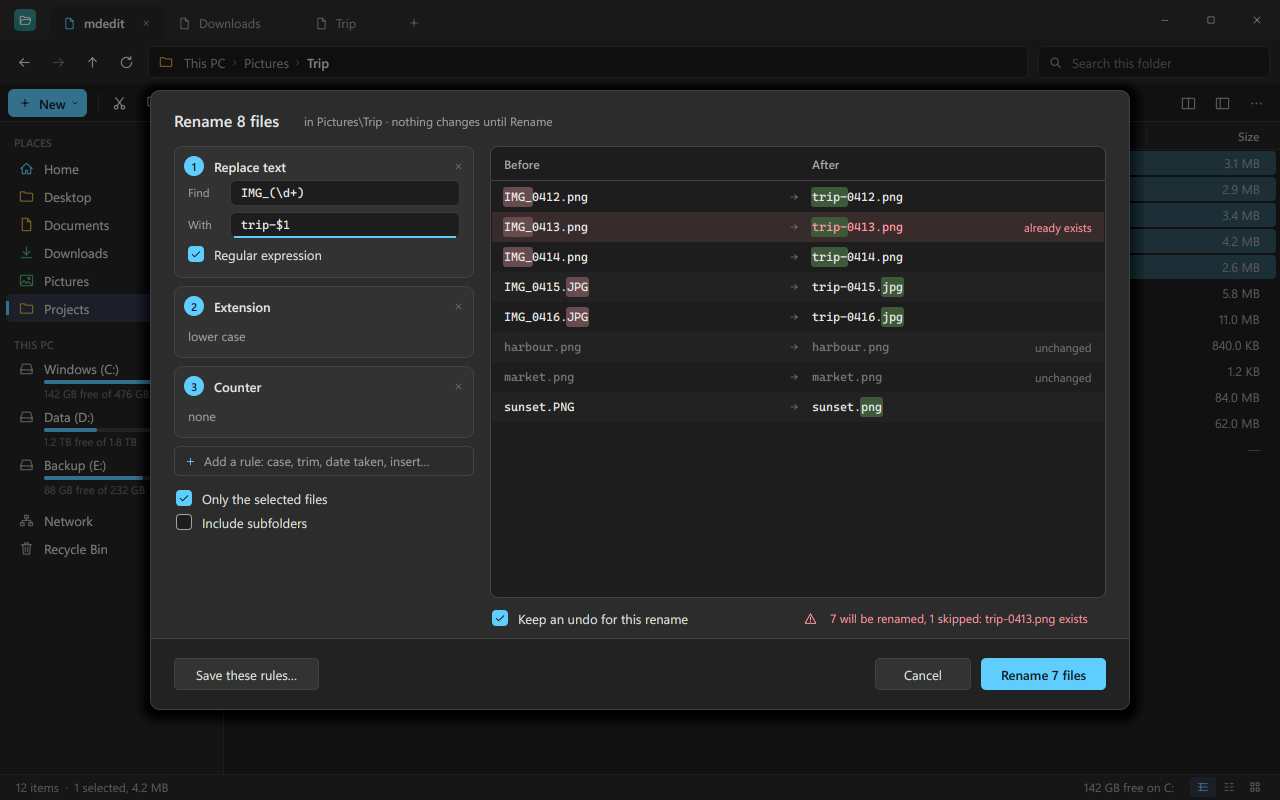 mdedit
Downloads
Trip
This PC
Pictures
Trip
Search this folder
New
Size
PLACES
Home
Desktop
Documents
Downloads
Pictures
Projects
THIS PC
Windows (C:)
142 GB free of 476 GB
Data (D:)
1.2 TB free of 1.8 TB
Backup (E:)
88 GB free of 232 GB
Network
Recycle Bin
3.1 MB
2.9 MB
3.4 MB
4.2 MB
2.6 MB
5.8 MB
11.0 MB
840.0 KB
1.2 KB
84.0 MB
62.0 MB
—
Rename 8 files
in Pictures\Trip · nothing changes until Rename
1 Replace text
Find IMG_(\d+)
With trip-$1
Regular expression
2 Extension
lower case
3 Counter
none
+ Add a rule: case, trim, date taken, insert...
Only the selected files
Include subfolders
Before After
IMG_0412.png → trip-0412.png
IMG_0413.png → trip-0413.png already exists
IMG_0414.png → trip-0414.png
IMG_0415.JPG → trip-0415.jpg
IMG_0416.JPG → trip-0416.jpg
harbour.png → harbour.png unchanged
market.png → market.png unchanged
sunset.PNG → sunset.png
Keep an undo for this rename
7 will be renamed, 1 skipped: trip-0413.png exists
Save these rules...
Cancel
Rename 7 files
12 items · 1 selected, 4.2 MB
142 GB free on C: